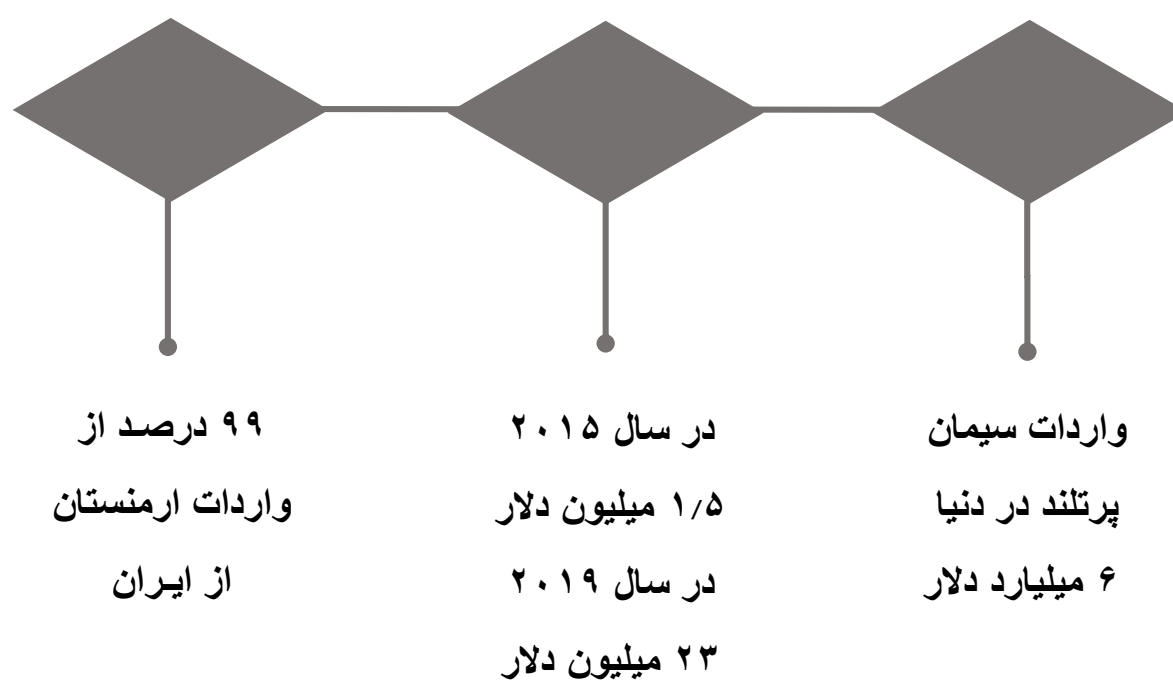 واردات سیمان
پرتلند در دنیا
۶ میلیارد دلار
در سال ۲۰۱۵
۱٫۵ میلیون دلار
در سال ۲۰۱۹
۲۳ میلیون دلار
۹۹ درصد از
واردات ارمنستان
از ایران